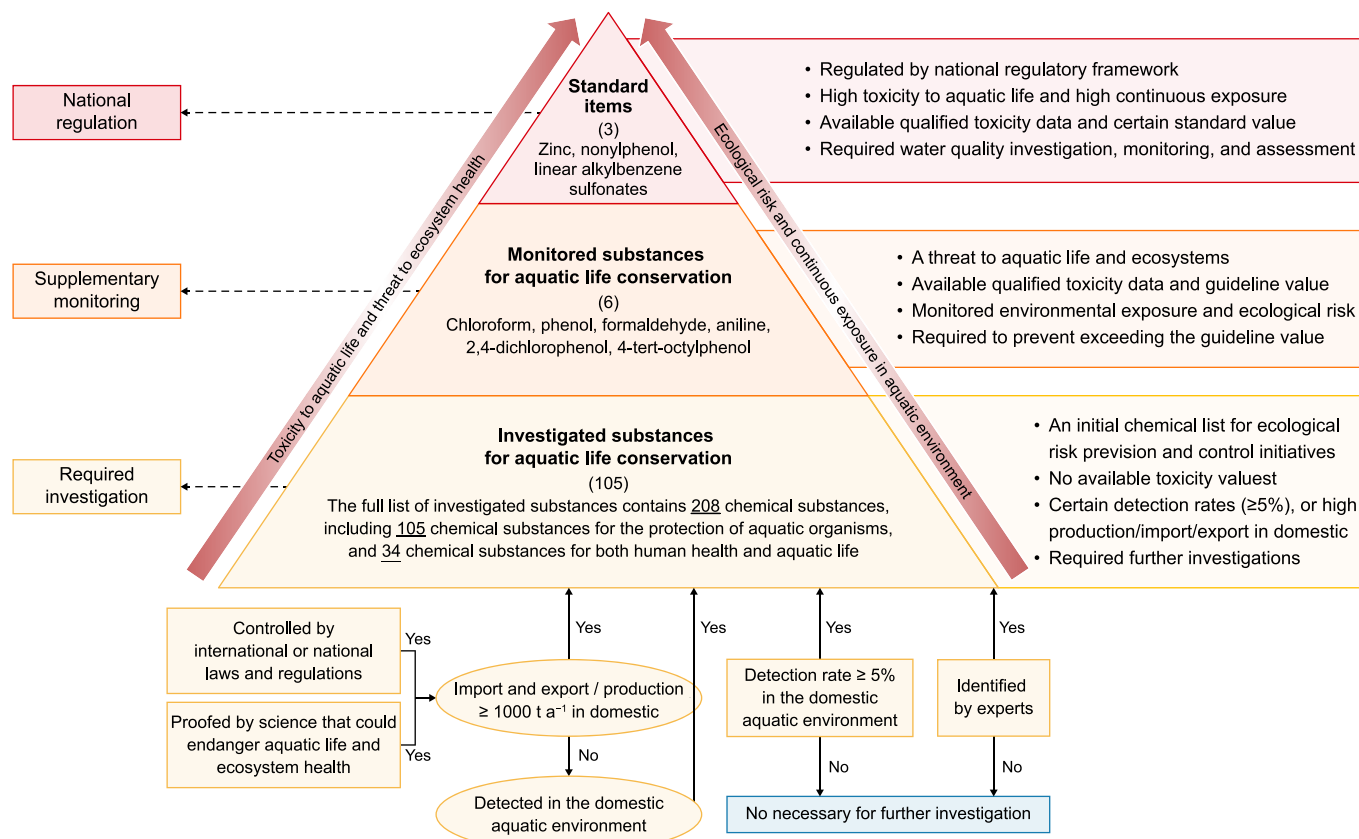 National
regulation
Supplementary
monitoring
Required
investigation
Toxicity to aquatic life and threat to ecosystem health
Ecological risk and continuous exposure in aquatic environment
Standard
items
(3)
Zinc, nonylphenol,
linear alkylbenzene
sulfonates
• Regulated by national regulatory framework
• High toxicity to aquatic life and high continuous exposure
• Available qualified toxicity data and certain standard value
• Required water quality investigation, monitoring, and assessment
Monitored substances
for aquatic life conservation
(6)
Chloroform, phenol, formaldehyde, aniline,
2,4-dichlorophenol, 4-tert-octylphenol
• A threat to aquatic life and ecosystems
• Available qualified toxicity data and guideline value
• Monitored environmental exposure and ecological risk
• Required to prevent exceeding the guideline value
Investigated substances
for aquatic life conservation
(105)
The full list of investigated substances contains 208 chemical substances,
including 105 chemical substances for the protection of aquatic organisms,
and 34 chemical substances for both human health and aquatic life
• An initial chemical list for ecological
risk prevision and control initiatives
• No available toxicity valuest
• Certain detection rates (≥5%), or high
production/import/export in domestic
• Required further investigations
Controlled by
international or national
laws and regulations
Yes
Proofed by science that could
endanger aquatic life and
ecosystem health
Yes
Import and export / production
≥ 1000 t a⁻¹ in domestic
Yes
No
Detected in the domestic
aquatic environment
Yes
Detection rate ≥ 5%
in the domestic
aquatic environment
Yes
No
Identified
by experts
Yes
No
No necessary for further investigation